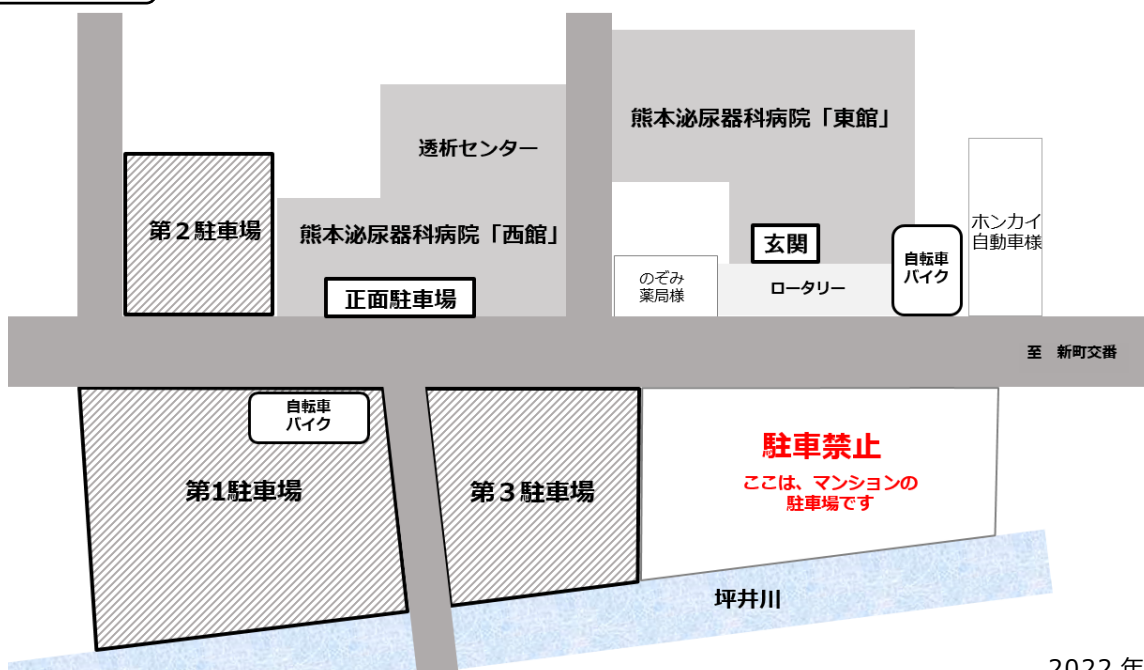 熊本泌尿器科病院「東館」
透析センター
第２駐車場
熊本泌尿器科病院「西館」
ホンカイ
自動車様
玄関
自転車
バイク
のぞみ
薬局様
ロータリー
正面駐車場
至　新町交番
自転車
バイク
駐車禁止
ここは、マンションの
駐車場です
第1駐車場
第３駐車場
坪井川
2022 年